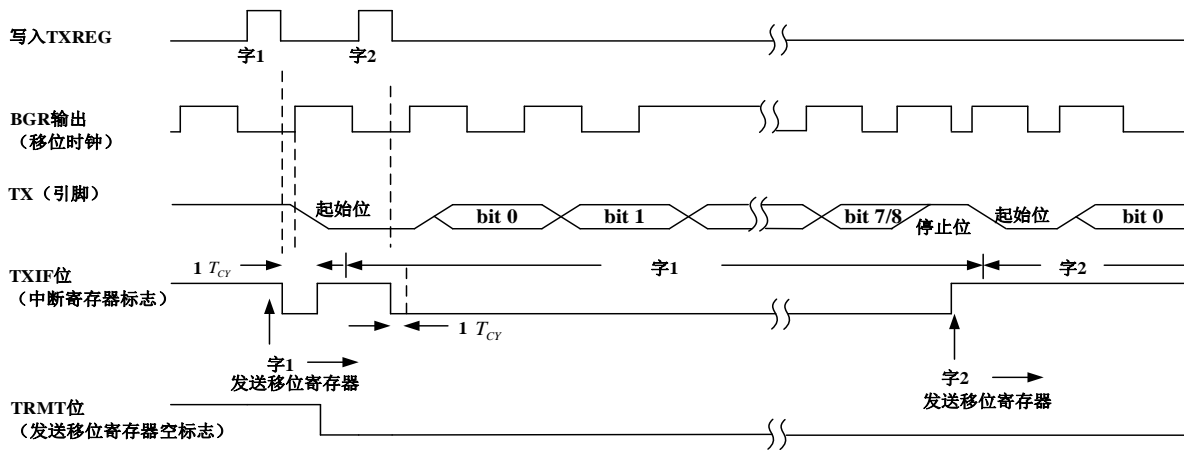 写入TXREG
字1
字2
BGR输出
（移位时钟）
TX（引脚）
起始位
bit 0
bit 1
bit 7/8
停止位
起始位
bit 0
1 TCY
字1
字2
TXIF位
（中断寄存器标志）
1 TCY
字1
发送移位寄存器
字2
发送移位寄存器
TRMT位
（发送移位寄存器空标志）